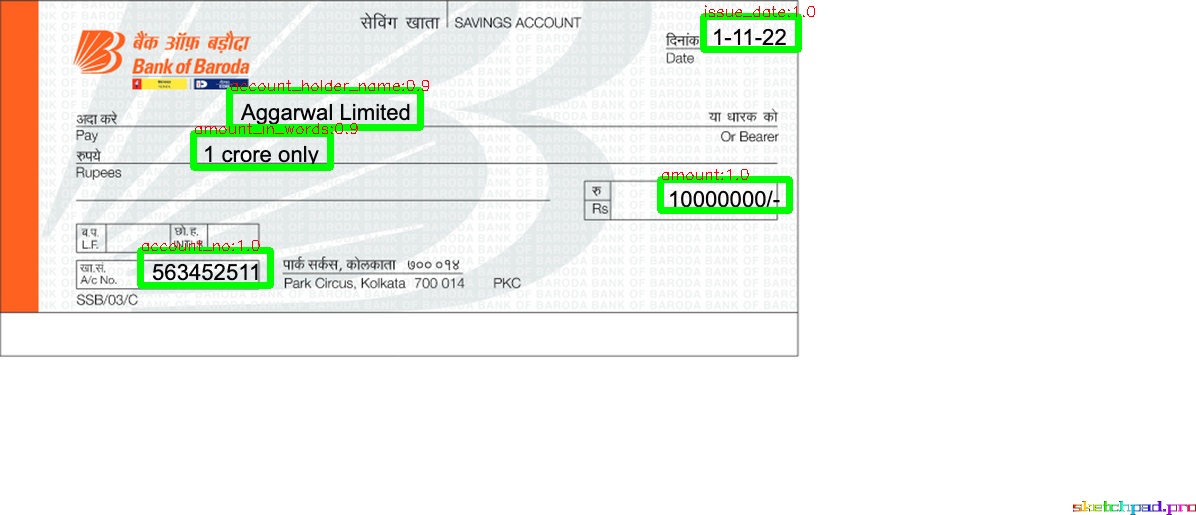 issue_date:1.0
सेविंग खाता | SAVINGS ACCOUNT
दिनांक 1-11-22
Date
बैंक ऑफ़ बड़ौदा
Bank of Baroda
account_holder_name:0.9
अदा करे Aggarwal Limited या धारक को
Pay Or Bearer
amount_in_words:0.9
रुपये 1 crore only
Rupees
amount:1.0
रु 10000000/-
Rs
ब.प. छो.ह.
L.F.
account_no:1.0
खा.सं. 563452511 पार्क सर्कस, कोलकाता ७०० ०१४
A/c No. Park Circus, Kolkata 700 014 PKC
SSB/03/C
sketchpad.pro